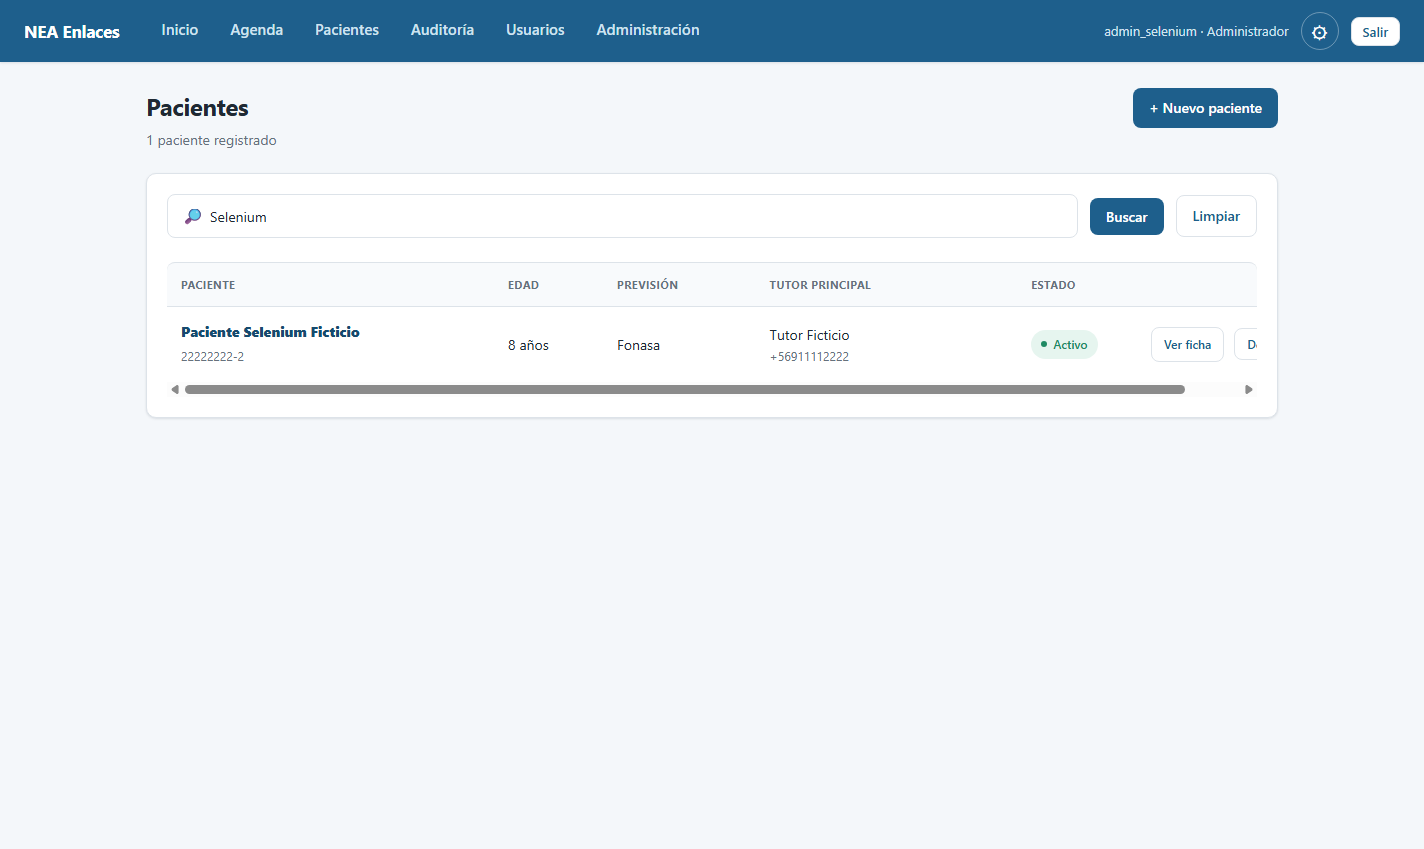 NEA Enlaces Inicio Agenda Pacientes Auditoría Usuarios Administración admin_selenium · Administrador Salir
Pacientes
+ Nuevo paciente
1 paciente registrado
Selenium Buscar Limpiar
PACIENTE EDAD PREVISIÓN TUTOR PRINCIPAL ESTADO
Paciente Selenium Ficticio
22222222-2
8 años
Fonasa
Tutor Ficticio
+56911112222
Activo
Ver ficha